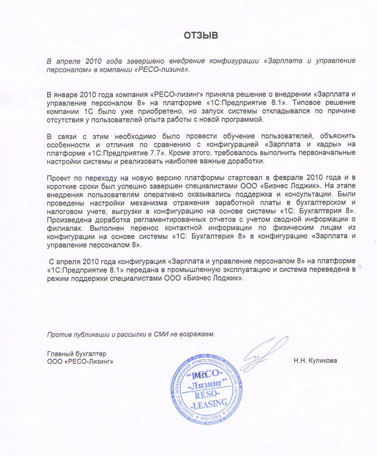 ОТЗЫВ
В апреле 2010 года завершено внедрение конфигурации «Зарплата и управление
персоналом» в компании «РЕСО-лизинг».
В январе 2010 года компания «РЕСО-лизинг» приняла решение о внедрении «Зарплата и
управление персоналом 8» на платформе «1С:Предприятие 8.1». Типовое решение
компании 1С было уже приобретено, но запуск системы откладывался по причине
отсутствия у пользователей опыта работы с новой программой.
В связи с этим необходимо было провести обучение пользователей, объяснить
особенности и отличия по сравнению с конфигурацией «Зарплата и кадры» на
платформе «1С:Предприятие 7.7». Кроме этого, требовалось выполнить первоначальные
настройки системы и реализовать наиболее важные доработки.
Проект по переходу на новую версию платформы стартовал в феврале 2010 года и в
короткие сроки был успешно завершен специалистами ООО «Бизнес Лоджик». На этапе
внедрения пользователям оперативно оказывались поддержка и консультации. Были
проведены настройки механизма отражения заработной платы в бухгалтерском и
налоговом учете, выгрузки в конфигурацию на основе системы «1С: Бухгалтерия 8».
Произведена доработка регламентированных отчетов с учетом сводной информации о
филиалах. Выполнен перенос контактной информации по физическим лицам из
конфигурации на основе системы «1С: Бухгалтерия 8» в конфигурацию «Зарплата и
управление персоналом 8».
С апреля 2010 года конфигурация «Зарплата и управление персоналом 8» на платформе
«1С:Предприятие 8.1» передана в промышленную эксплуатацию и система переведена в
режим поддержки специалистами ООО «Бизнес Лоджик».
Против публикации и рассылки в СМИ не возражаем.
Главный бухгалтер
ООО «РЕСО-Лизинг»
Н.Н. Куликова
"РЕСО-
-Лизинг"
RESO-
-LEASING